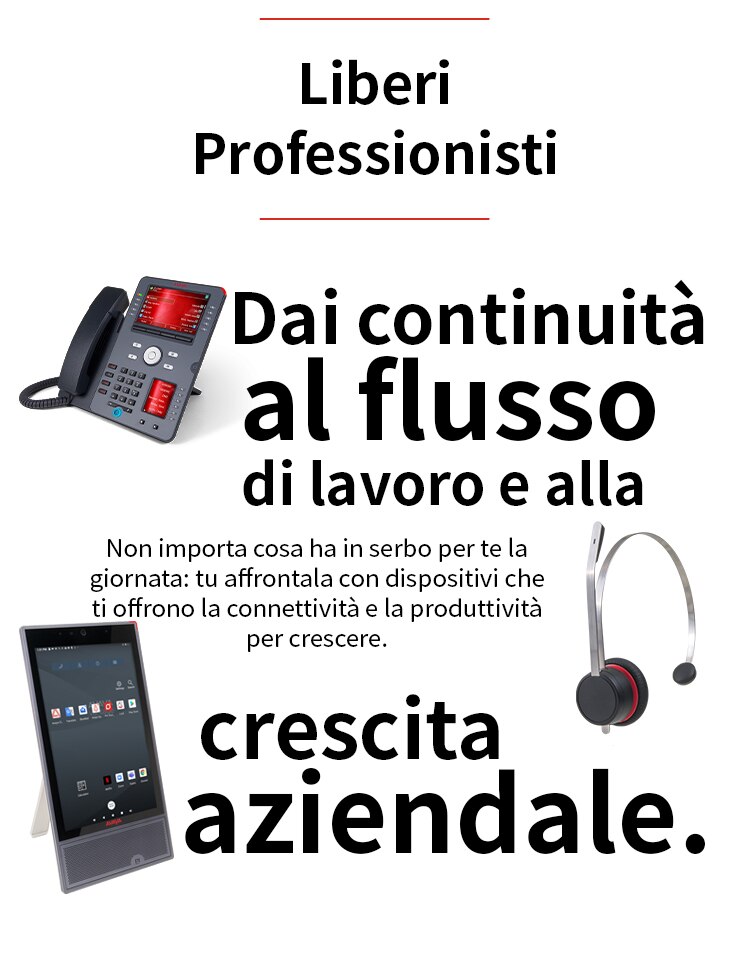 Liberi
Professionisti
Dai continuità
al flusso
di lavoro e alla
Non importa cosa ha in serbo per te la
giornata: tu affrontala con dispositivi che
ti offrono la connettività e la produttività
per crescere.
crescita
aziendale.
AVAYA